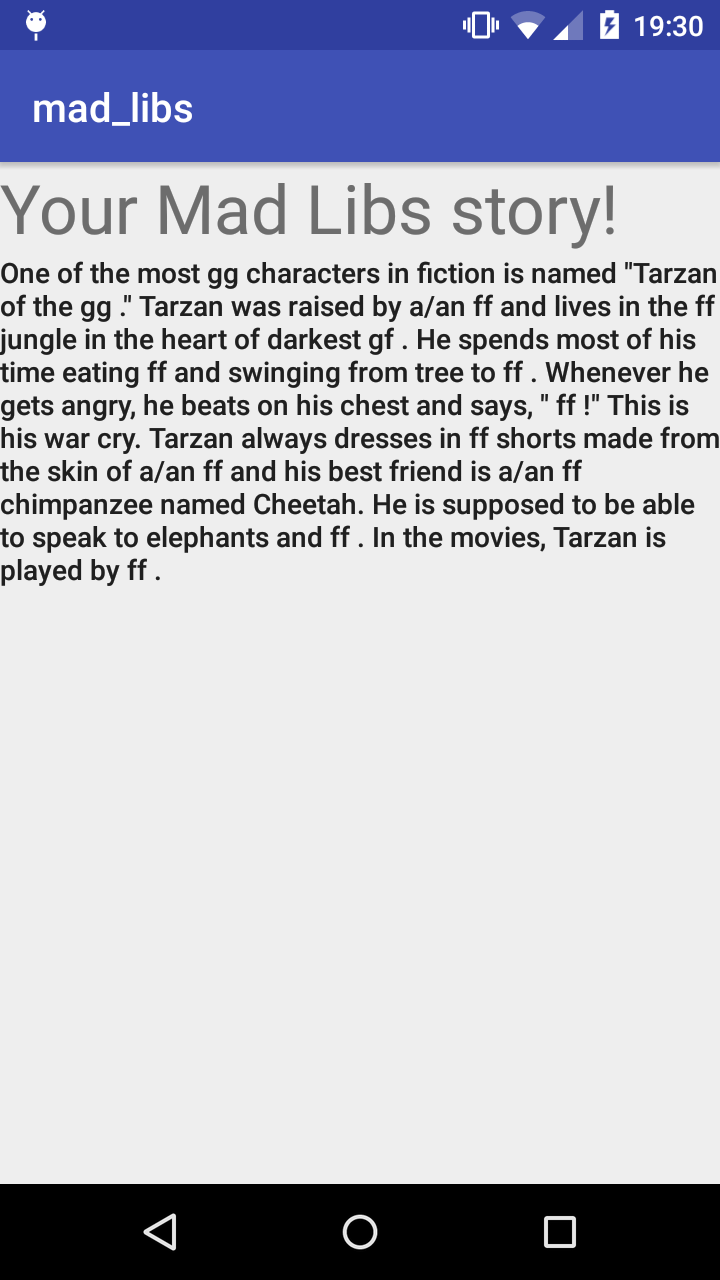 19:30
mad_libs
Your Mad Libs story!
One of the most gg characters in fiction is named "Tarzan
of the gg ." Tarzan was raised by a/an ff and lives in the ff
jungle in the heart of darkest gf . He spends most of his
time eating ff and swinging from tree to ff . Whenever he
gets angry, he beats on his chest and says, " ff !" This is
his war cry. Tarzan always dresses in ff shorts made from
the skin of a/an ff and his best friend is a/an ff
chimpanzee named Cheetah. He is supposed to be able
to speak to elephants and ff . In the movies, Tarzan is
played by ff .